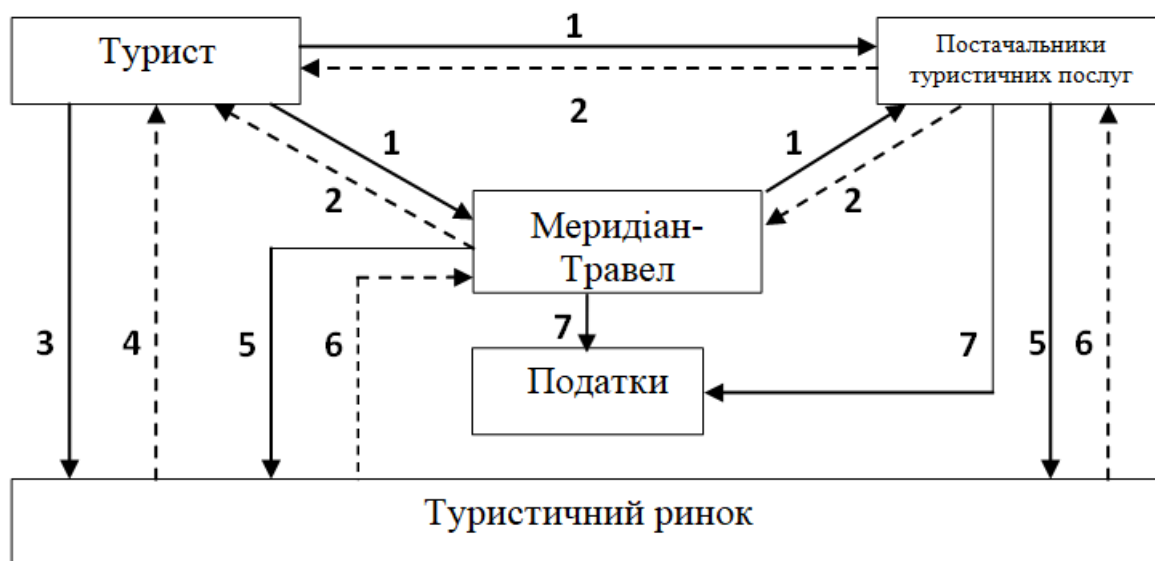 1
Турист
Постачальники
туристичних послуг
2
1
1
2
2
Меридіан-
Травел
3
4
5
6
7
7
5
6
Податки
Туристичний ринок